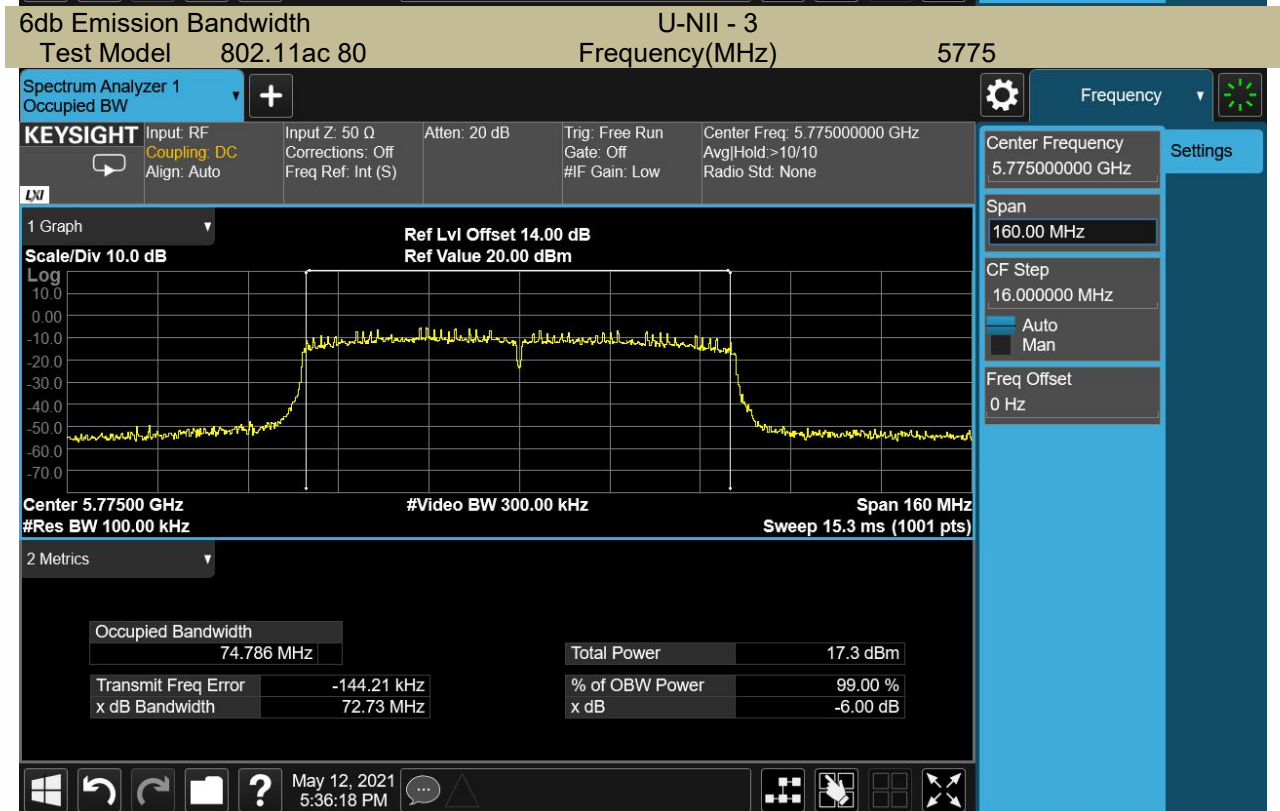 6db Emission Bandwidth U-NII - 3
Test Model 802.11ac 80 Frequency(MHz) 5775
Spectrum Analyzer 1
Occupied BW
+
Frequency
KEYSIGHT
LXI
Input: RF
Coupling: DC
Align: Auto
Input Z: 50 Ω
Corrections: Off
Freq Ref: Int (S)
Atten: 20 dB
Trig: Free Run
Gate: Off
#IF Gain: Low
Center Freq: 5.775000000 GHz
Avg|Hold:>10/10
Radio Std: None
Center Frequency
5.775000000 GHz
Settings
Span
160.00 MHz
CF Step
16.000000 MHz
Auto
Man
Freq Offset
0 Hz
1 Graph
Scale/Div 10.0 dB
Ref Lvl Offset 14.00 dB
Ref Value 20.00 dBm
Log
10.0
0.00
-10.0
-20.0
-30.0
-40.0
-50.0
-60.0
-70.0
Center 5.77500 GHz #Video BW 300.00 kHz Span 160 MHz
#Res BW 100.00 kHz Sweep 15.3 ms (1001 pts)
2 Metrics
Occupied Bandwidth
74.786 MHz
Total Power 17.3 dBm
Transmit Freq Error -144.21 kHz
% of OBW Power 99.00 %
x dB Bandwidth 72.73 MHz
x dB -6.00 dB
?
May 12, 2021
5:36:18 PM